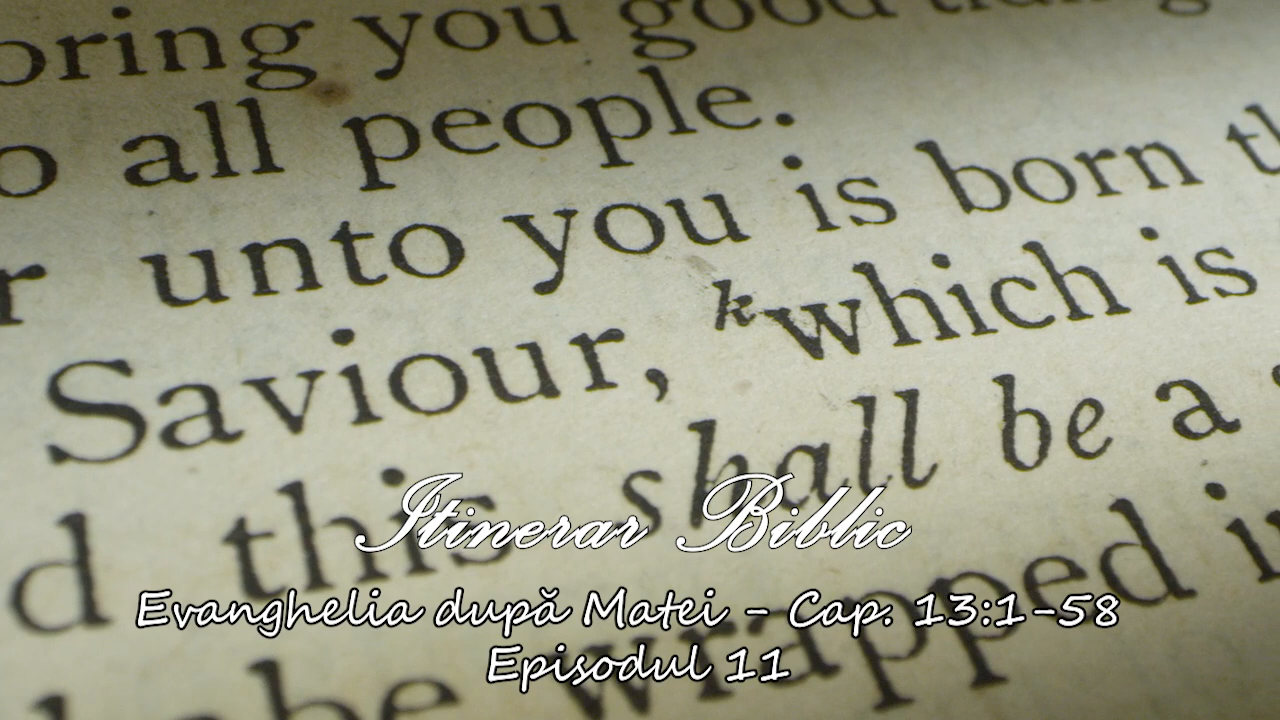 bring you good
all people.
unto you is born
Saviour, k which is
this shall be a
be wrapped
Itinerar Biblic
Evanghelia după Matei - Cap. 13:1-58
Episodul 11